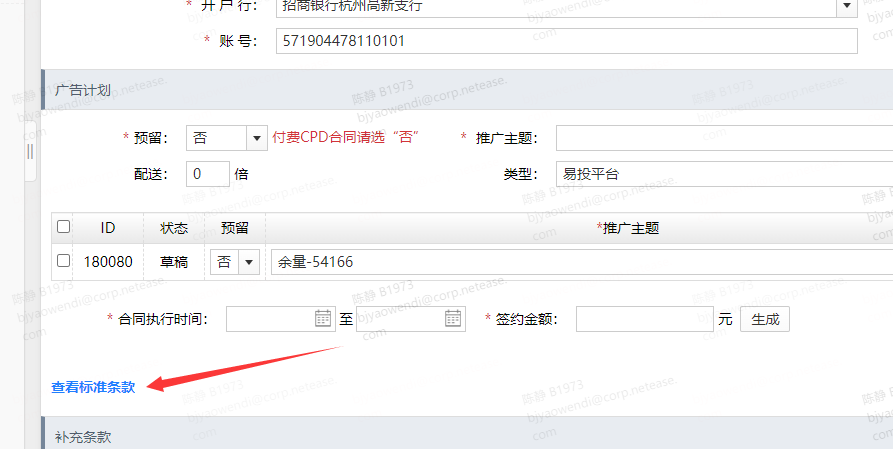 * 开 户 行： 招商银行杭州高新支行
* 账 号： 571904478110101
广告计划
* 预留： 否 付费CPD合同请选“否” * 推广主题：
配送： 0 倍 类型： 易投平台
ID 状态 预留 *推广主题
180080 草稿 否 余量-54166
* 合同执行时间： 至 * 签约金额： 元 生成
查看标准条款
补充条款
陈静 B1973
bjyaowendi@corp.netease.com